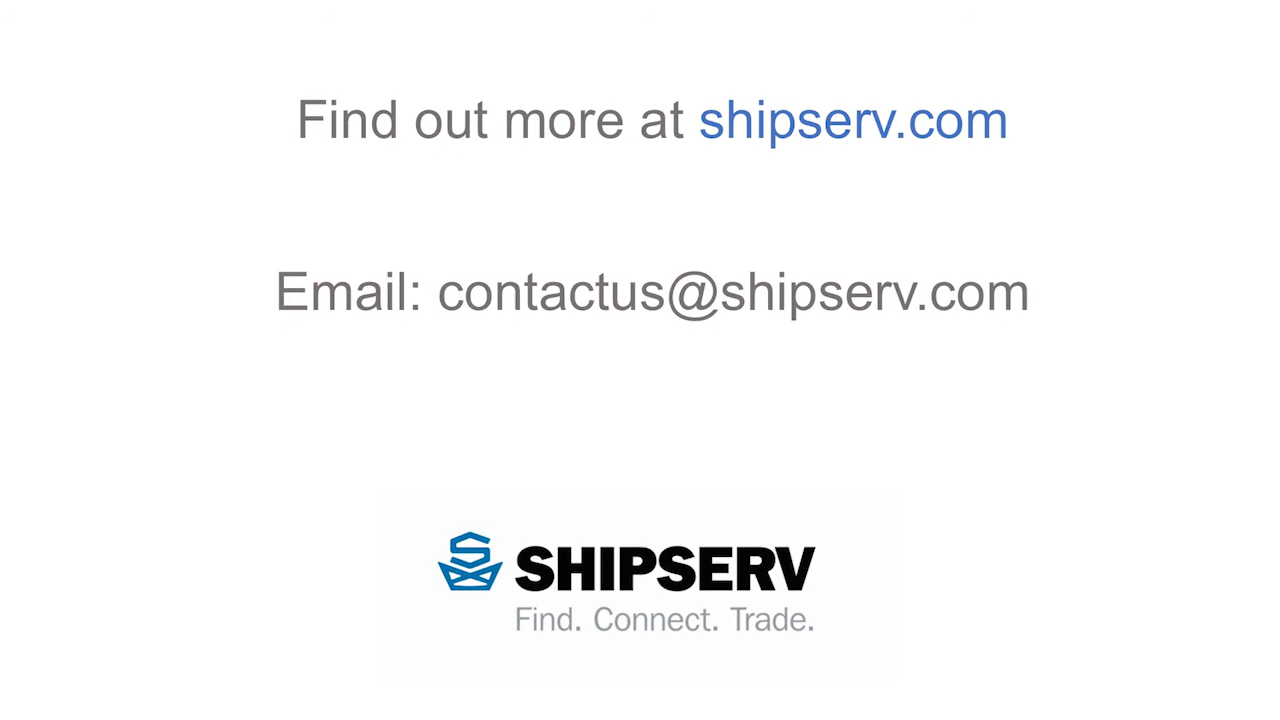 Find out more at shipserv.com
Email: contactus@shipserv.com
SHIPSERV
Find. Connect. Trade.